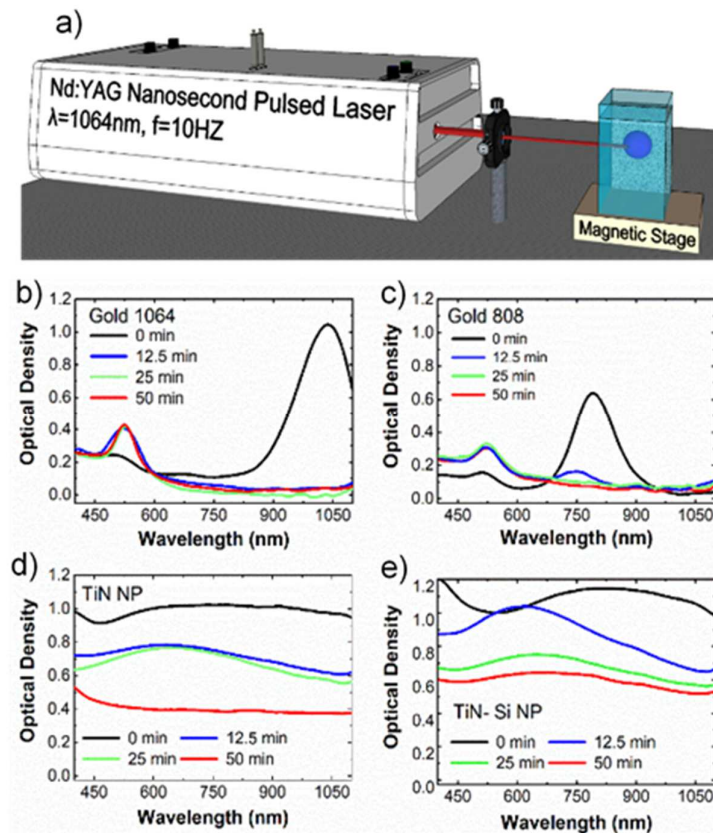 a)
Nd:YAG Nanosecond Pulsed Laser
λ=1064nm, f=10HZ
Magnetic Stage
b)
Gold 1064
0 min
12.5 min
25 min
50 min
Optical Density
1.2
1.0
0.8
0.6
0.4
0.2
0.0
450 600 750 900 1050
Wavelength (nm)
c)
Gold 808
0 min
12.5 min
25 min
50 min
Optical Density
1.2
1.0
0.8
0.6
0.4
0.2
0.0
450 600 750 900 1050
Wavelength (nm)
d)
TiN NP
0 min 12.5 min
25 min 50 min
Optical Density
1.2
1.0
0.8
0.6
0.4
0.2
0.0
450 600 750 900 1050
Wavelength (nm)
e)
TiN- Si NP
0 min 12.5 min
25 min 50 min
Optical Density
1.2
1.0
0.8
0.6
0.4
0.2
0.0
450 600 750 900 1050
Wavelength (nm)